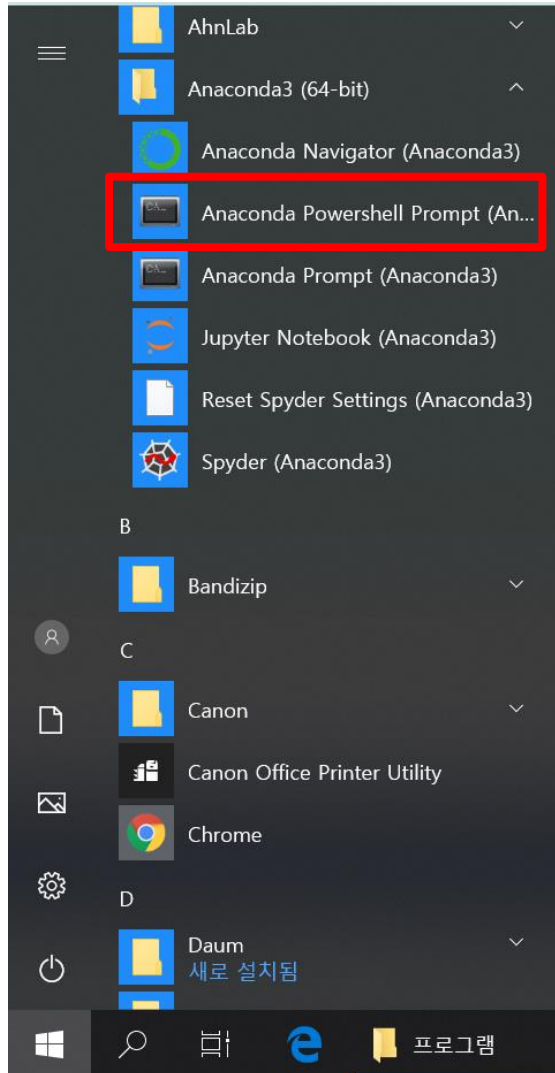 AhnLab
Anaconda3 (64-bit)
Anaconda Navigator (Anaconda3)
Anaconda Powershell Prompt (An...
Anaconda Prompt (Anaconda3)
Jupyter Notebook (Anaconda3)
Reset Spyder Settings (Anaconda3)
Spyder (Anaconda3)
B
Bandizip
C
Canon
Canon Office Printer Utility
Chrome
D
Daum
새로 설치됨
프로그램